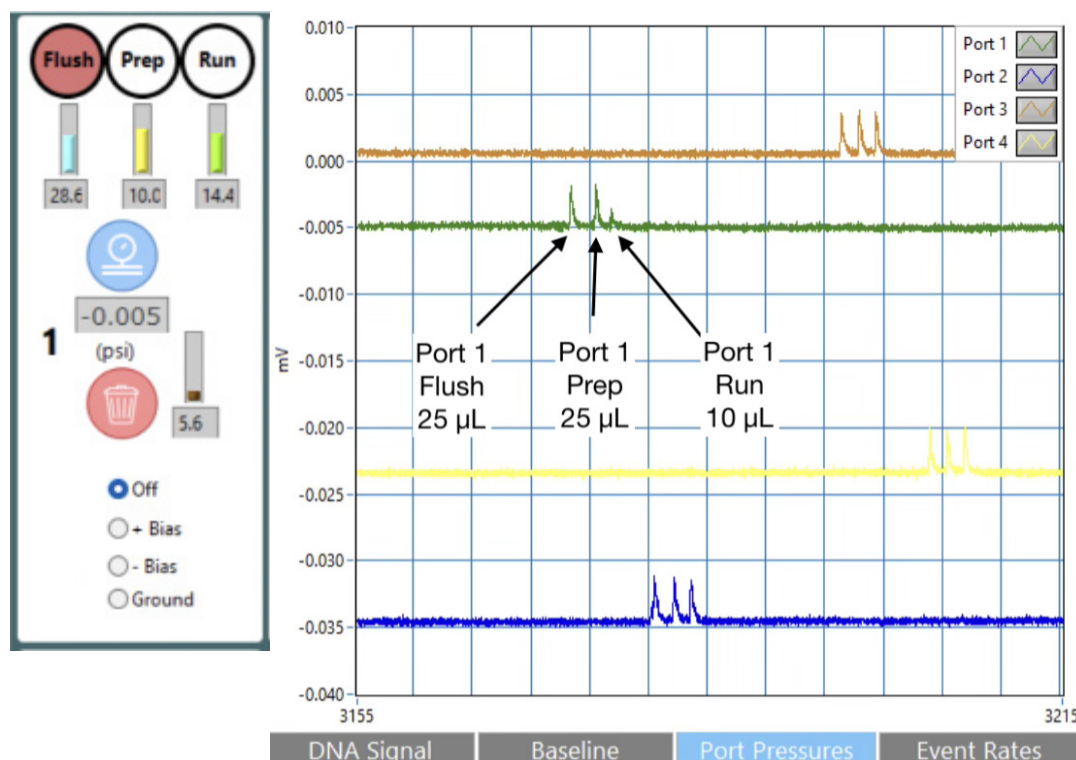 Flush Prep Run
28.6 10.0 14.4
-0.005
1
(psi)
5.6
Off
+ Bias
- Bias
Ground
0.010
0.005
0.000
-0.005
-0.010
-0.015
-0.020
-0.025
-0.030
-0.035
-0.040
mV
3155 3215
Port 1
Port 2
Port 3
Port 4
Port 1
Flush
25 µL
Port 1
Prep
25 µL
Port 1
Run
10 µL
DNA Signal Baseline Port Pressures Event Rates